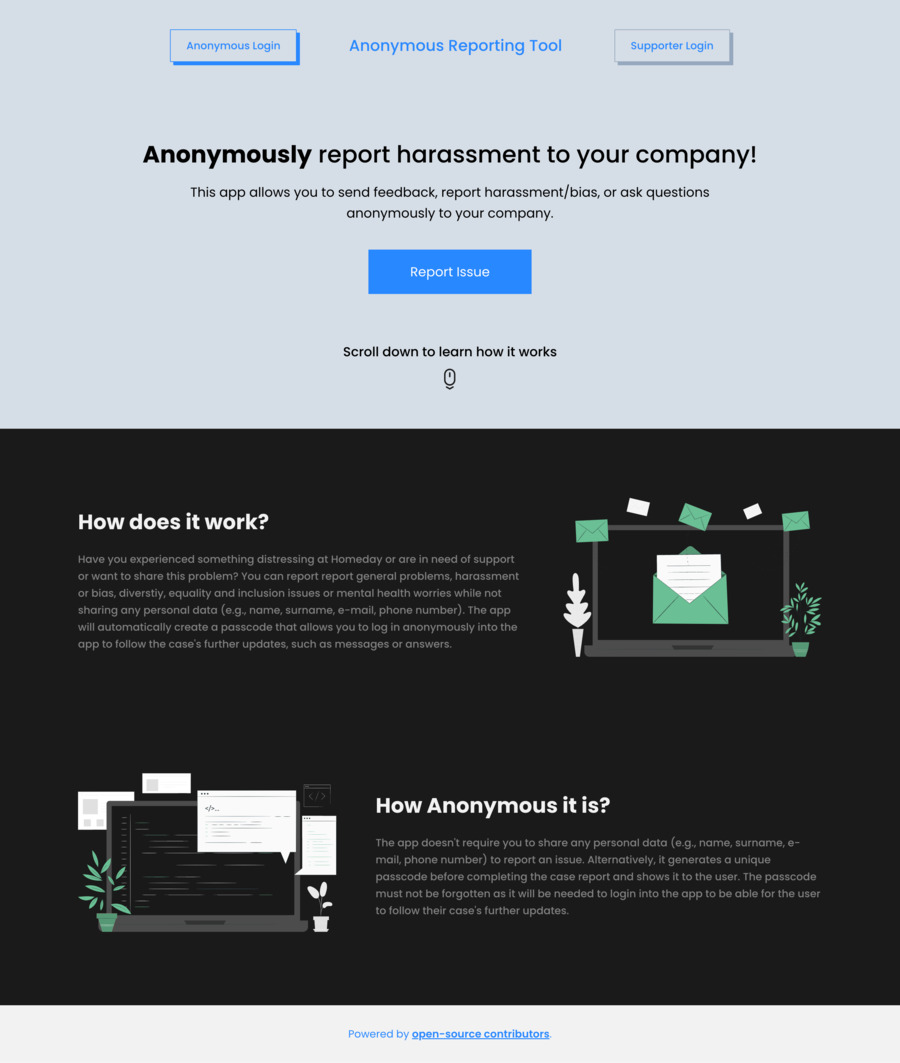 Anonymous Login
Anonymous Reporting Tool
Supporter Login
Anonymously report harassment to your company!
This app allows you to send feedback, report harassment/bias, or ask questions
anonymously to your company.
Report Issue
Scroll down to learn how it works
How does it work?
Have you experienced something distressing at Homeday or are in need of support
or want to share this problem? You can report report general problems, harassment
or bias, diverstiy, equality and inclusion issues or mental health worries while not
sharing any personal data (e.g., name, surname, e-mail, phone number). The app
will automatically create a passcode that allows you to log in anonymously into the
app to follow the case's further updates, such as messages or answers.
</>...
</>
How Anonymous it is?
The app doesn't require you to share any personal data (e.g., name, surname, e-
mail, phone number) to report an issue. Alternatively, it generates a unique
passcode before completing the case report and shows it to the user. The passcode
must not be forgotten as it will be needed to login into the app to be able for the user
to follow their case's further updates.
Powered by open-source contributors.